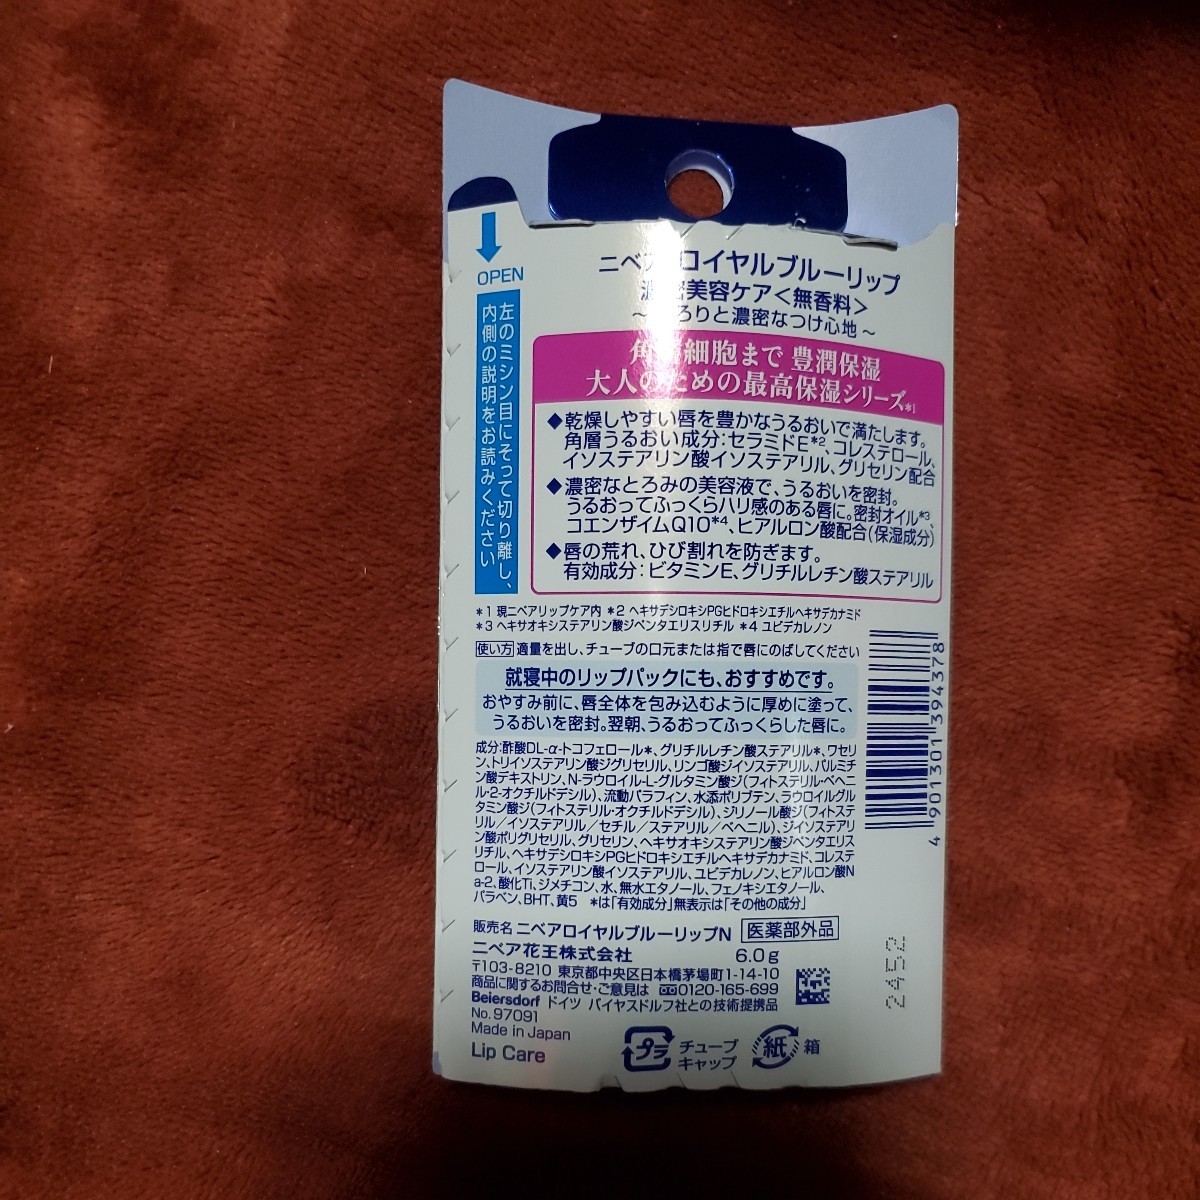 OPEN
左のミシン目にそって切り離し、
内側の説明をお読みください
ニベア ロイヤルブルーリップ
濃密美容ケア<無香料>
～とろりと濃密なつけ心地～
角層細胞まで 豊潤保湿
大人のための最高保湿シリーズ*1
◆乾燥しやすい唇を豊かなうるおいで満たします。
角層うるおい成分:セラミドE*2、コレステロール、
イソステアリン酸イソステアリル、グリセリン配合
◆濃密なとろみの美容液で、うるおいを密封。
うるおってふっくらハリ感のある唇に。密封オイル*3、
コエンザイムQ10*4、ヒアルロン酸配合(保湿成分)
◆唇の荒れ、ひび割れを防ぎます。
有効成分:ビタミンE、グリチルレチン酸ステアリル
*1 現ニベアリップケア内 *2 ヘキサデシロキシPGヒドロキシエチルヘキサデカナミド
*3 ヘキサオキシステアリン酸ジペンタエリスリチル *4 ユビデカレノン
使い方 適量を出し、チューブの口元または指で唇にのばしてください
就寝中のリップパックにも、おすすめです。
おやすみ前に、唇全体を包み込むように厚めに塗って、
うるおいを密封。翌朝、うるおってふっくらした唇に。
成分:酢酸DL-α-トコフェロール*、グリチルレチン酸ステアリル*、ワセリ
ン、トリイソステアリン酸ジグリセリル、リンゴ酸ジイソステアリル、パルミチ
ン酸デキストリン、N-ラウロイル-L-グルタミン酸ジ(フィトステリル・ベヘニ
ル・2-オクチルドデシル)、流動パラフィン、水添ポリブテン、ラウロイルグル
タミン酸ジ(フィトステリル・オクチルドデシル)、ジリノール酸ジ(フィトステ
リル/イソステアリル/セチル/ステアリル/ベヘニル)、ジイソステアリ
ン酸ポリグリセリル、グリセリン、ヘキサオキシステアリン酸ジペンタエリス
リチル、ヘキサデシロキシPGヒドロキシエチルヘキサデカナミド、コレステ
ロール、イソステアリン酸イソステアリル、ユビデカレノン、ヒアルロン酸N
a-2、酸化Ti、ジメチコン、水、無水エタノール、フェノキシエタノール、
パラベン、BHT、黄5 *は「有効成分」無表示は「その他の成分」
販売名 ニベアロイヤルブルーリップN 医薬部外品
ニベア花王株式会社 6.0g
〒103-8210 東京都中央区日本橋茅場町1-14-10
商品に関するお問合せ・ご意見は 0120-165-699
Beiersdorf ドイツ バイヤスドルフ社との技術提携品
No.97091
Made in Japan
Lip Care
プラ チューブ
キャップ
紙 箱
4 901301 394378
2452